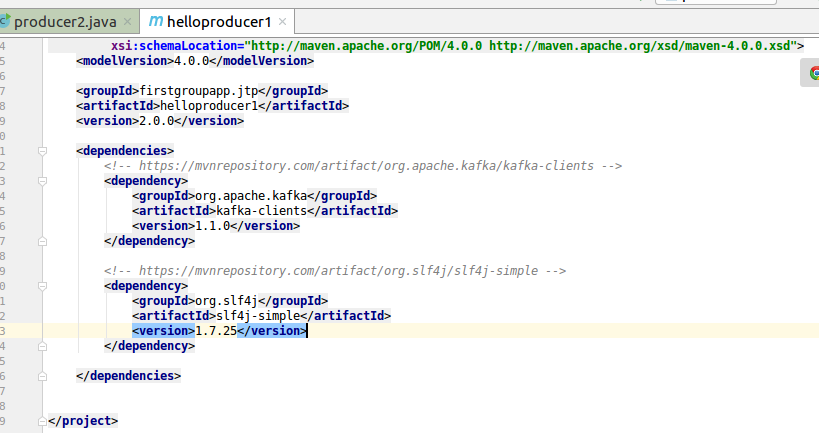 producer2.java × m helloproducer1 ×
4 xsi:schemaLocation="http://maven.apache.org/POM/4.0.0 http://maven.apache.org/xsd/maven-4.0.0.xsd">
5 <modelVersion>4.0.0</modelVersion>
6
7 <groupId>firstgroupapp.jtp</groupId>
8 <artifactId>helloproducer1</artifactId>
9 <version>2.0.0</version>
0
1 <dependencies>
2 <!-- https://mvnrepository.com/artifact/org.apache.kafka/kafka-clients -->
3 <dependency>
4 <groupId>org.apache.kafka</groupId>
5 <artifactId>kafka-clients</artifactId>
6 <version>1.1.0</version>
7 </dependency>
8
9 <!-- https://mvnrepository.com/artifact/org.slf4j/slf4j-simple -->
0 <dependency>
1 <groupId>org.slf4j</groupId>
2 <artifactId>slf4j-simple</artifactId>
3 <version>1.7.25</version>
4 </dependency>
5
6 </dependencies>
7
8
9 </project>